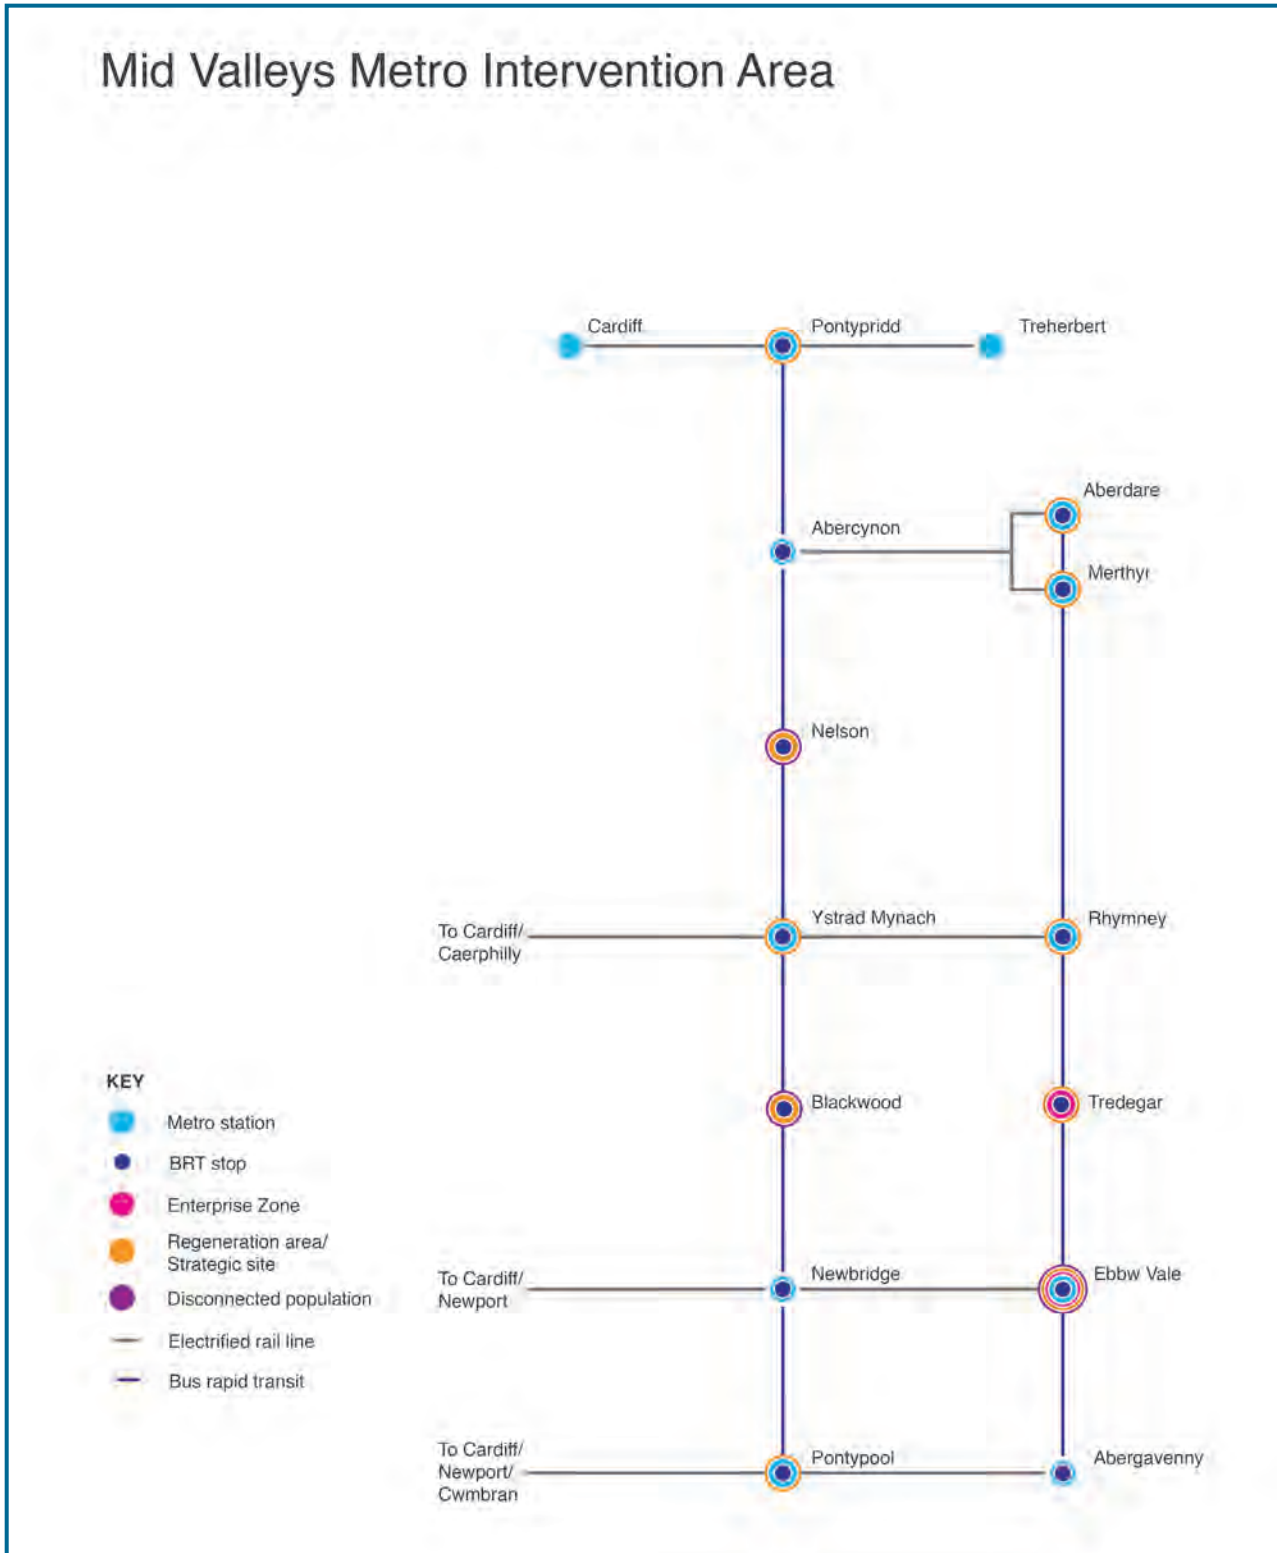 Mid Valleys Metro Intervention Area
Cardiff
Pontypridd
Treherbert
Aberdare
Abercynon
Merthyr
Nelson
Ystrad Mynach
Rhymney
To Cardiff/
Caerphilly
Blackwood
Tredegar
Newbridge
Ebbw Vale
To Cardiff/
Newport
Pontypool
Abergavenny
To Cardiff/
Newport/
Cwmbran
KEY
Metro station
BRT stop
Enterprise Zone
Regeneration area/
Strategic site
Disconnected population
Electrified rail line
Bus rapid transit